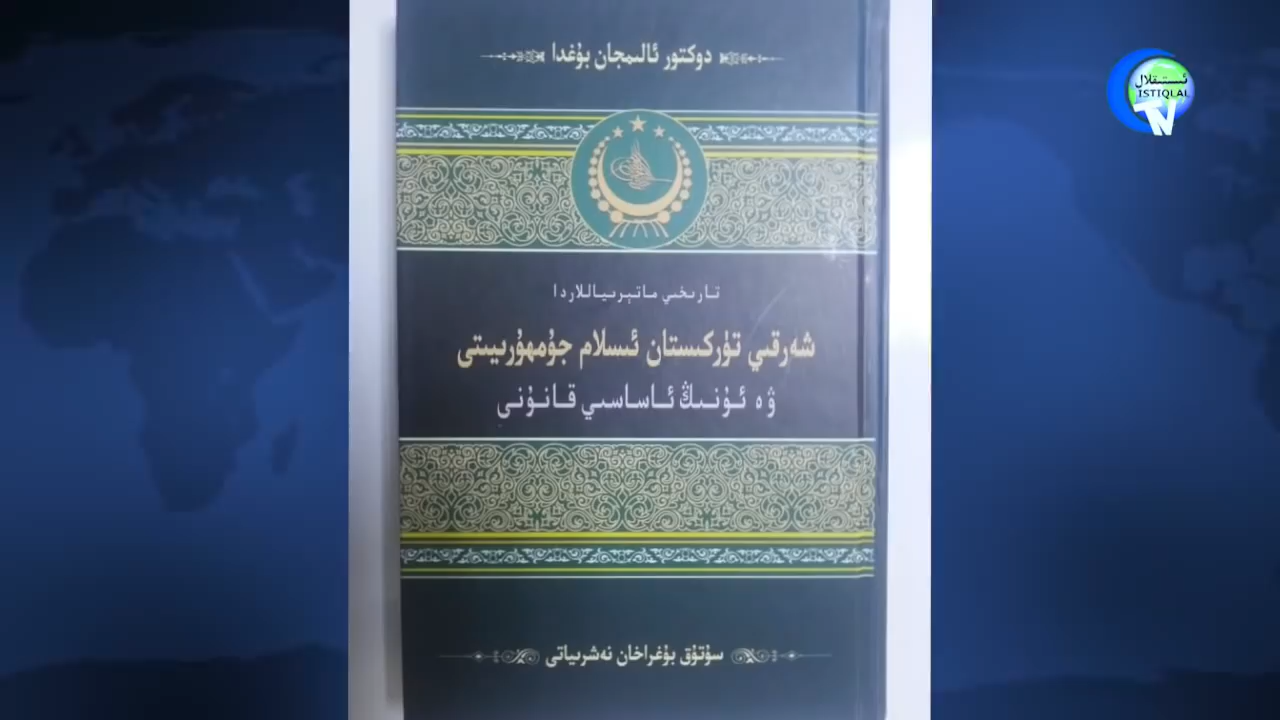 دوكتور ئالىمجان بۇغدا
ئىستىقلال
ISTIQLAL
TV
تارىخىي ماتېرىياللاردا
شەرقىي تۈركىستان ئىسلام جۇمھۇرىيىتى
ۋە ئۇنىڭ ئاساسىي قانۇنى
سۇتۇق بۇغراخان نەشرىياتى